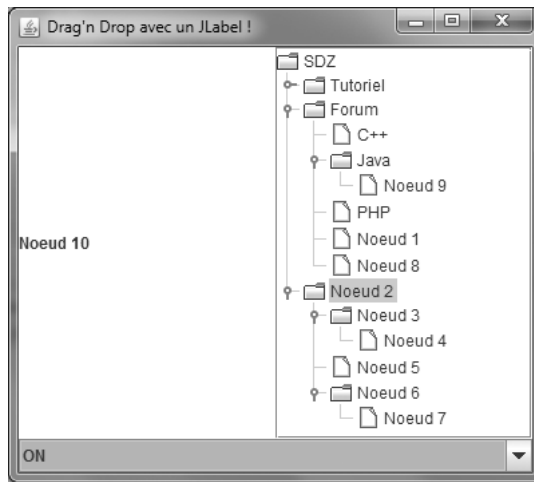 Drag'n Drop avec un JLabel !
SDZ
Tutoriel
Forum
C++
Java
Noeud 9
PHP
Noeud 10
Noeud 1
Noeud 8
Noeud 2
Noeud 3
Noeud 4
Noeud 5
Noeud 6
Noeud 7
ON